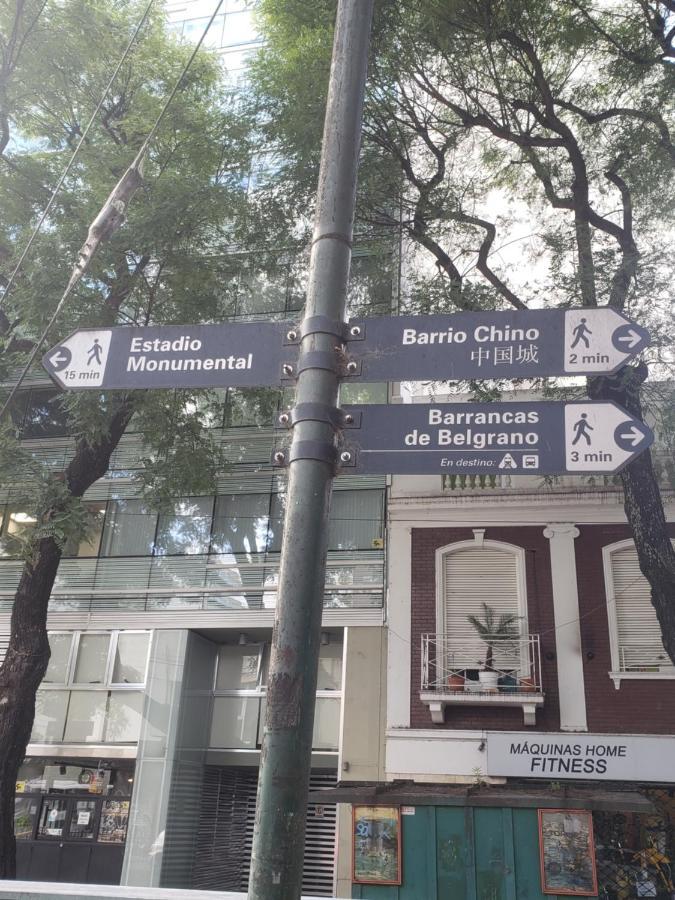 Estadio
Monumental
15 min
Barrio Chino
中国城
2 min
Barrancas
de Belgrano
En destino:
3 min
MÁQUINAS HOME
FITNESS